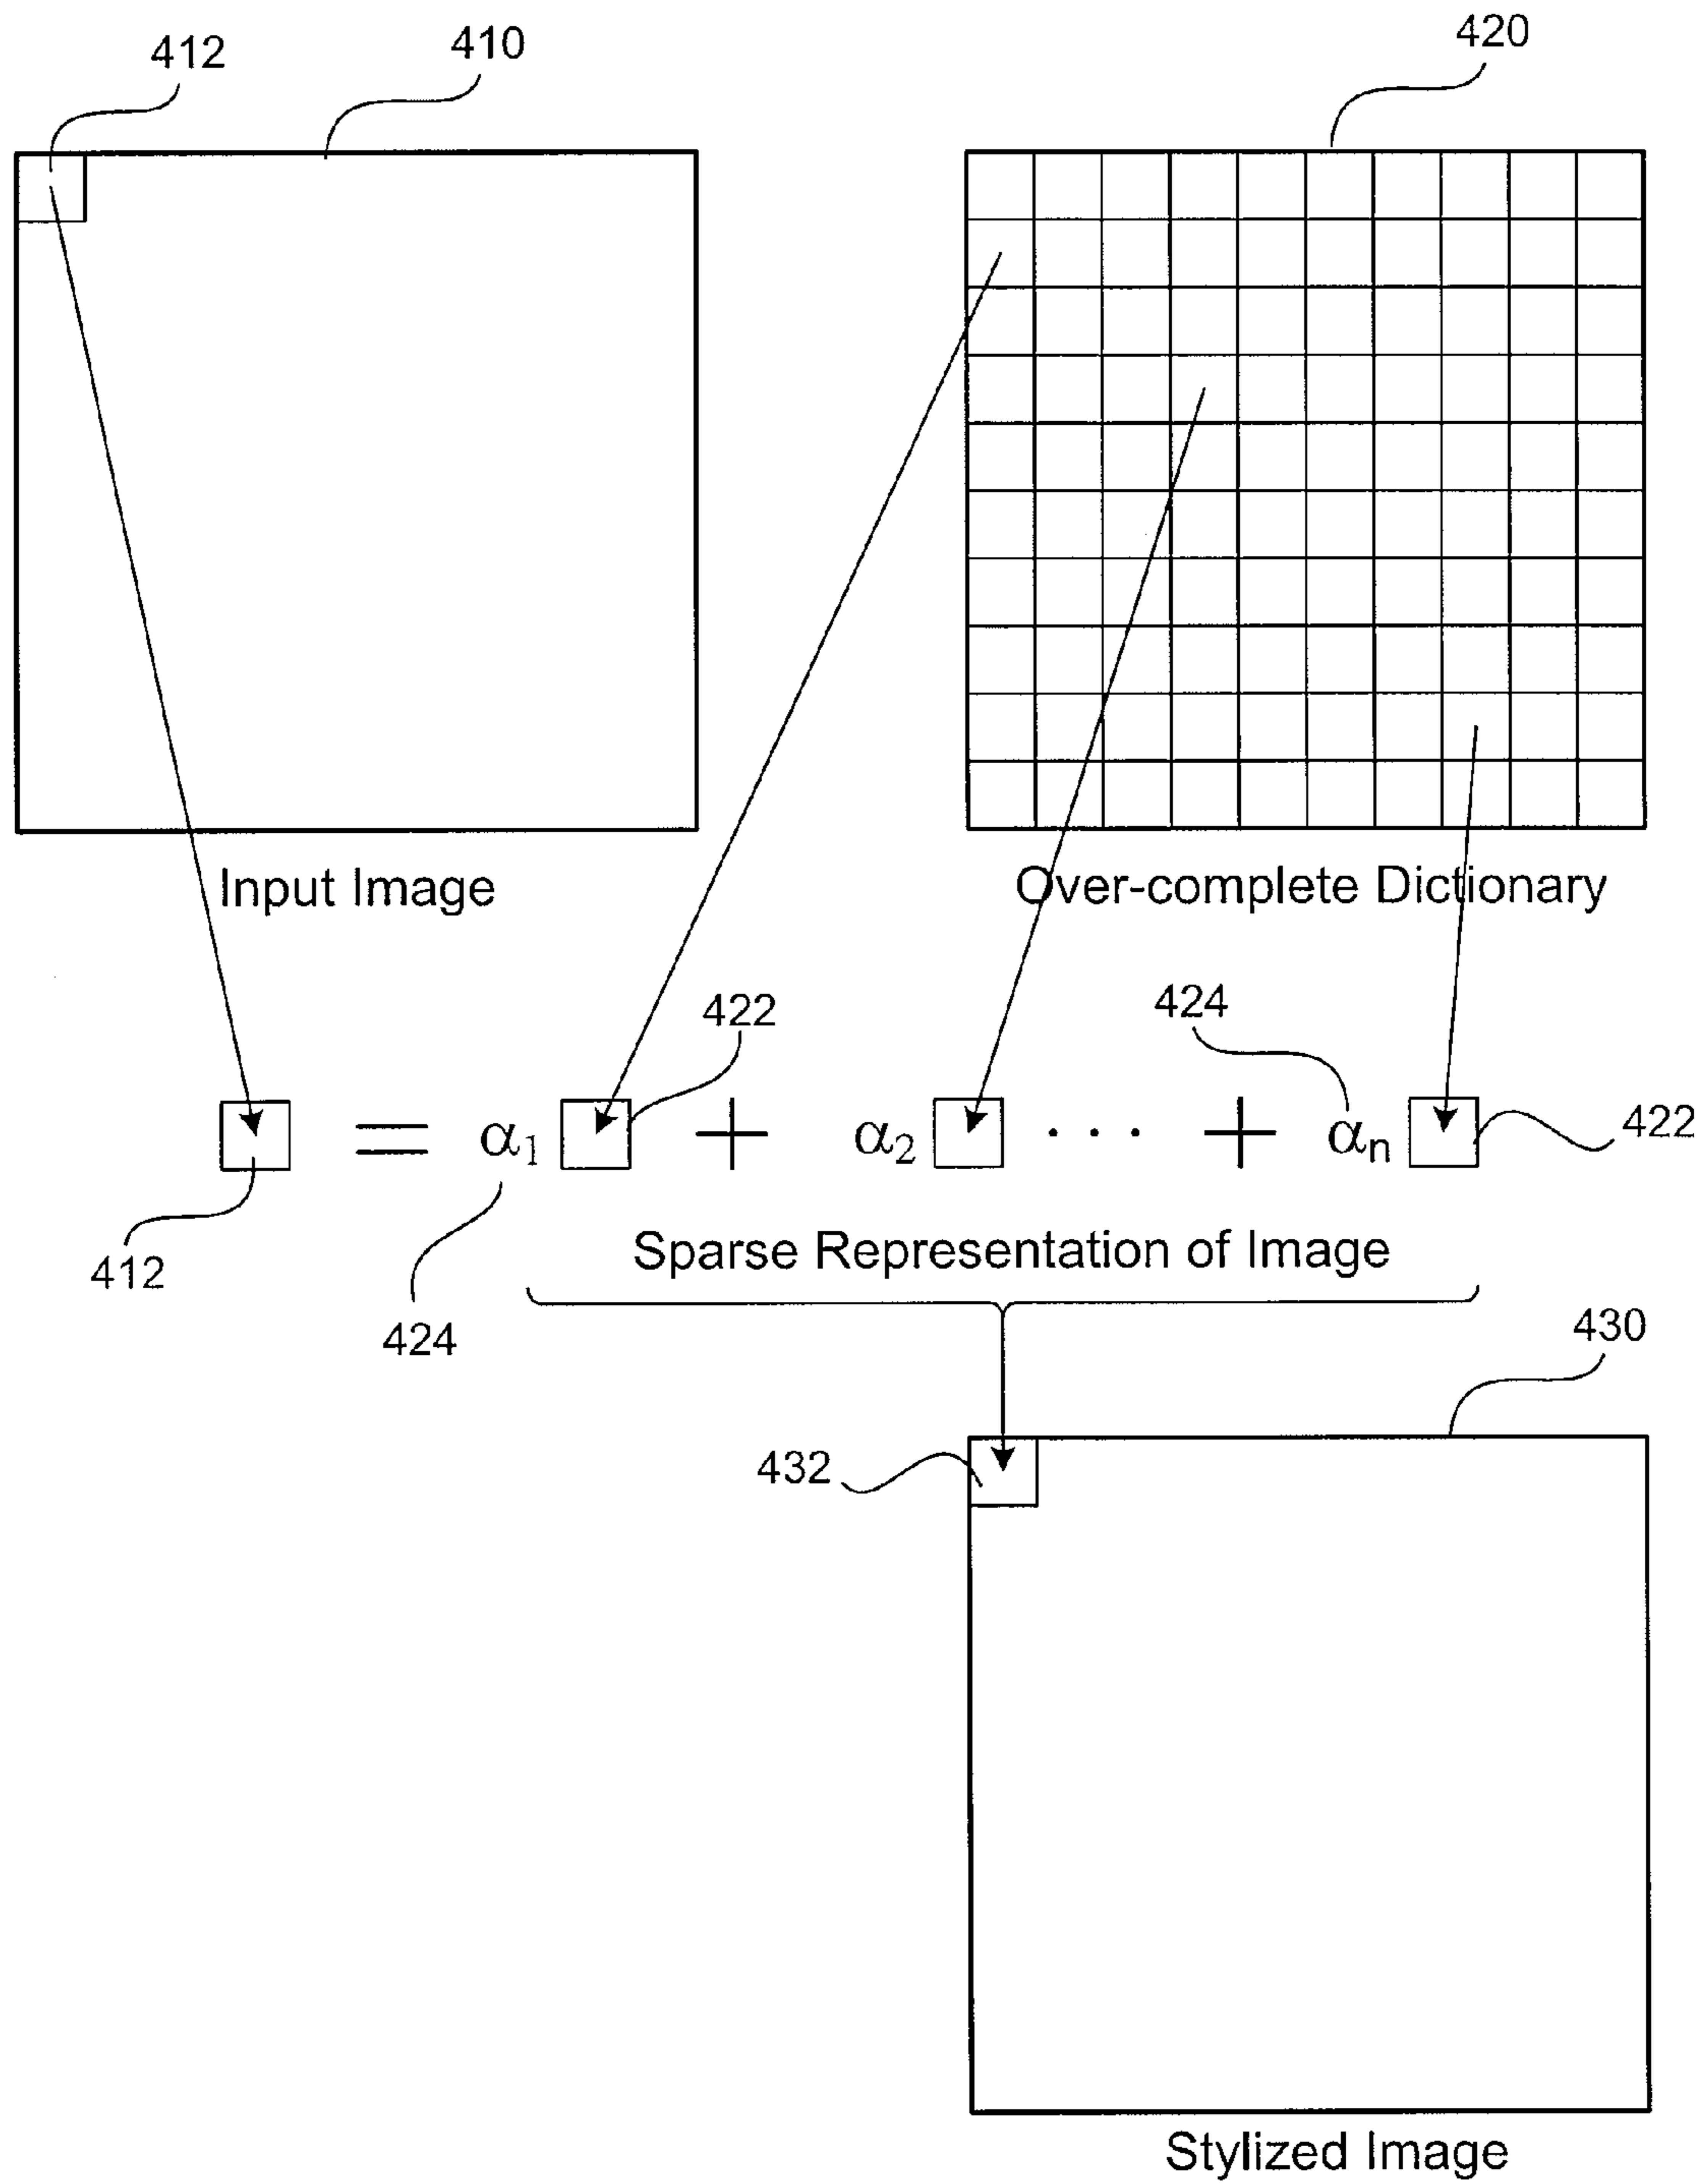 412
410
420
Input Image
Over-complete Dictionary
422
424
= α₁ + α₂ ··· + αₙ
422
412
424
Sparse Representation of Image
430
432
Stylized Image